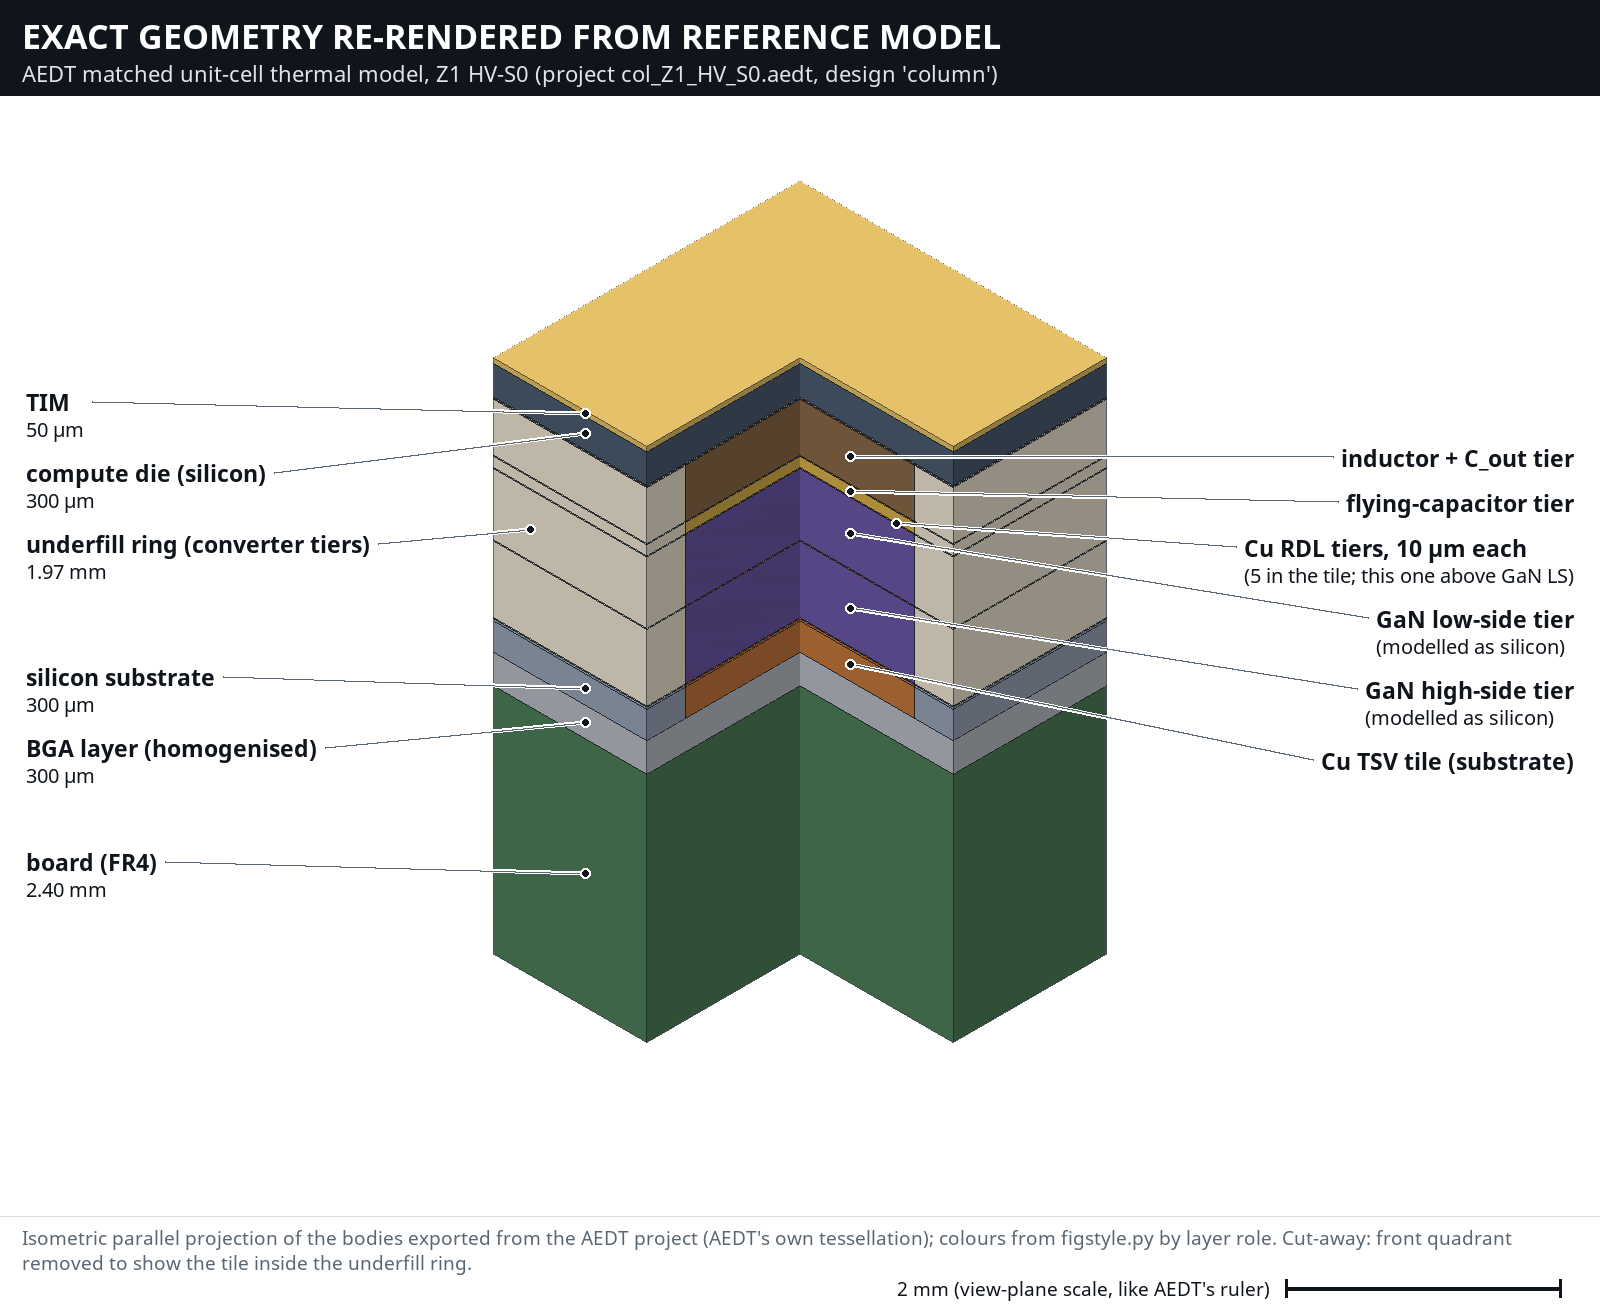 EXACT GEOMETRY RE-RENDERED FROM REFERENCE MODEL
AEDT matched unit-cell thermal model, Z1 HV-S0 (project col_Z1_HV_S0.aedt, design 'column')
TIM
50 µm
compute die (silicon)
300 µm
underfill ring (converter tiers)
1.97 mm
silicon substrate
300 µm
BGA layer (homogenised)
300 µm
board (FR4)
2.40 mm
inductor + C_out tier
flying-capacitor tier
Cu RDL tiers, 10 µm each
(5 in the tile; this one above GaN LS)
GaN low-side tier
(modelled as silicon)
GaN high-side tier
(modelled as silicon)
Cu TSV tile (substrate)
Isometric parallel projection of the bodies exported from the AEDT project (AEDT's own tessellation); colours from figstyle.py by layer role. Cut-away: front quadrant
removed to show the tile inside the underfill ring.
2 mm (view-plane scale, like AEDT's ruler)